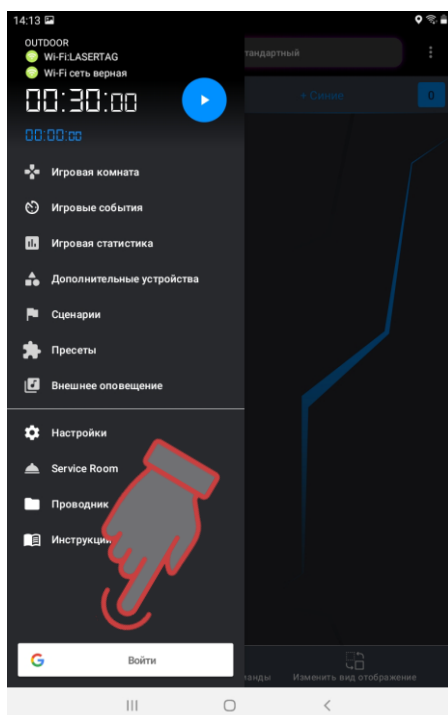 14:13
OUTDOOR
Wi-Fi:LASERTAG
Wi-Fi сеть верная
00:30:00
00:00:00
Игровая комната
Игровые события
Игровая статистика
Дополнительные устройства
Сценарии
Пресеты
Внешнее оповещение
Настройки
Service Room
Проводник
Инструкции
G
Войти
тандартный
+ Синие
0
манды
Изменить вид отображение